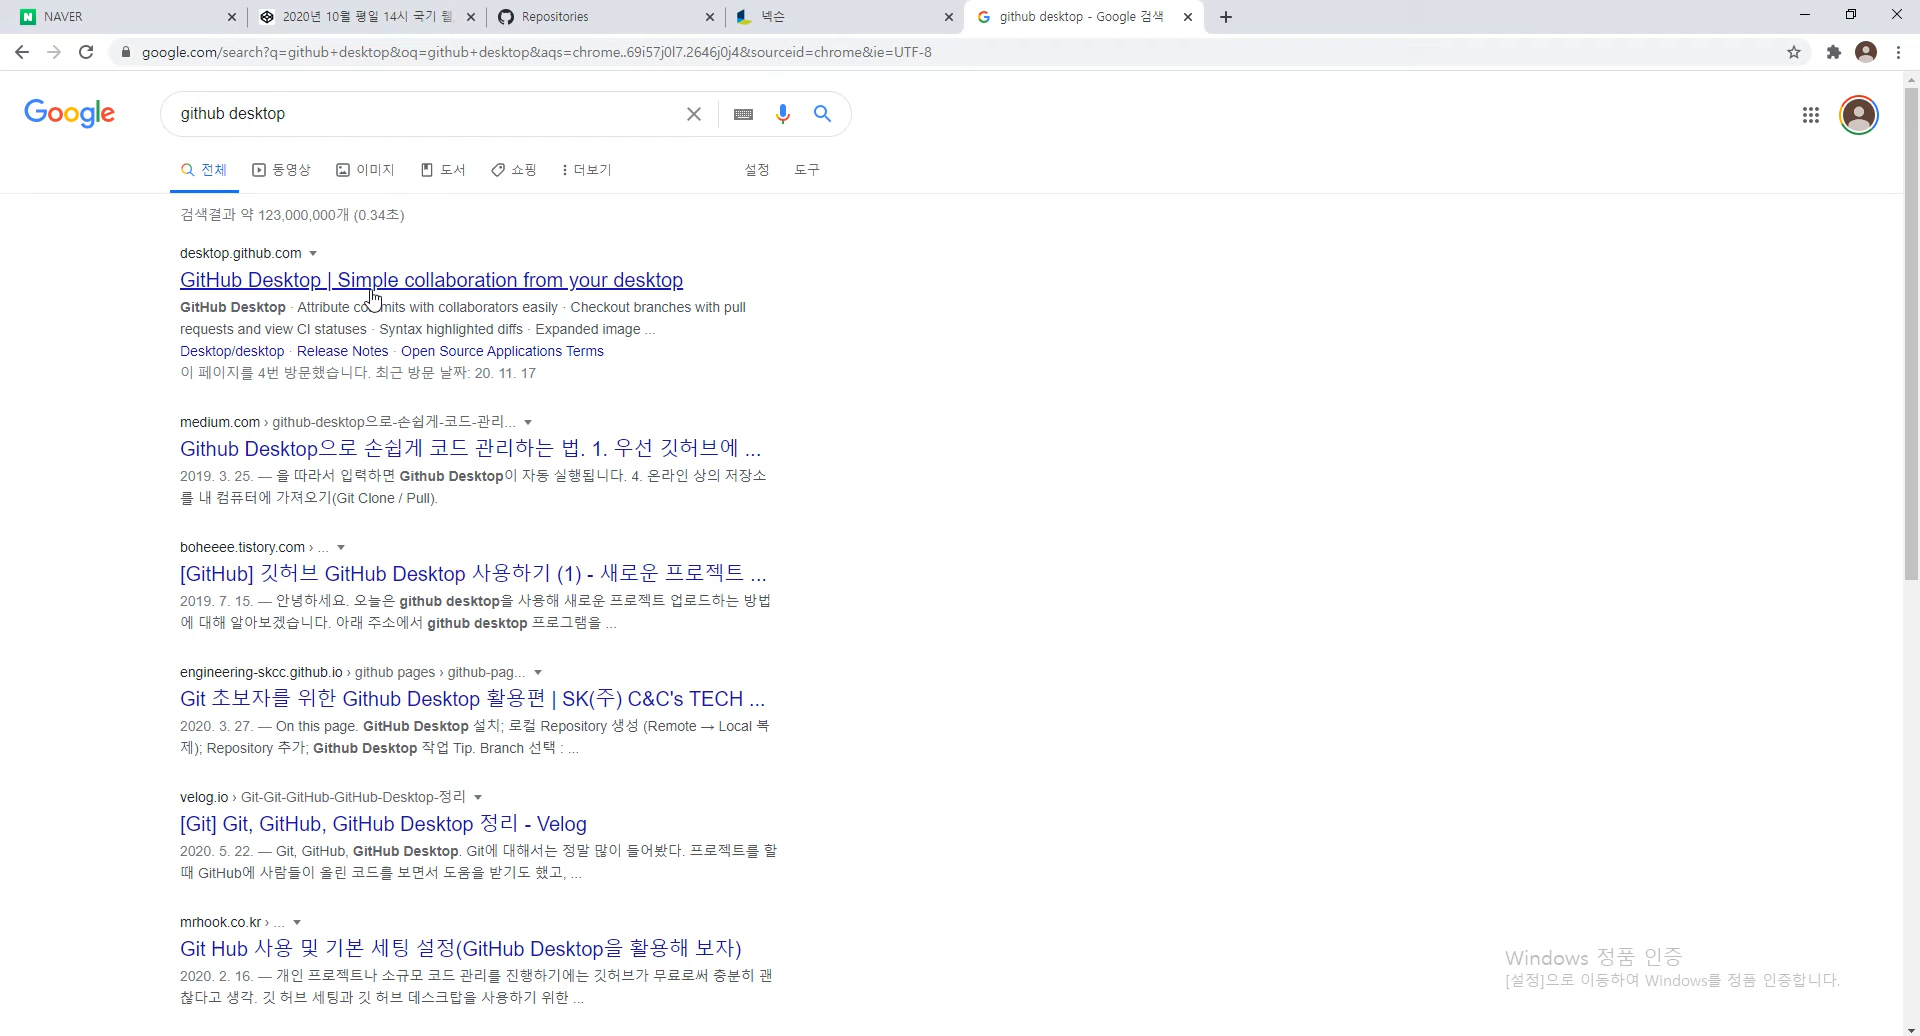 NAVER
2020년 10월 평일 14시 국기 웹
Repositories
넥슨
github desktop - Google 검색
google.com/search?q=github+desktop&oq=github+desktop&aqs=chrome..69i57j0l7.2646j0j4&sourceid=chrome&ie=UTF-8
Google
github desktop
전체
동영상
이미지
도서
쇼핑
더보기
설정
도구
검색결과 약 123,000,000개 (0.34초)
desktop.github.com
GitHub Desktop | Simple collaboration from your desktop
GitHub Desktop · Attribute commits with collaborators easily · Checkout branches with pull
requests and view CI statuses · Syntax highlighted diffs · Expanded image ...
Desktop/desktop · Release Notes · Open Source Applications Terms
이 페이지를 4번 방문했습니다. 최근 방문 날짜: 20. 11. 17
medium.com › github-desktop으로-손쉽게-코드-관리...
Github Desktop으로 손쉽게 코드 관리하는 법. 1. 우선 깃허브에 ...
2019. 3. 25. — 을 따라서 입력하면 Github Desktop이 자동 실행됩니다. 4. 온라인 상의 저장소
를 내 컴퓨터에 가져오기(Git Clone / Pull).
boheeee.tistory.com › ...
[GitHub] 깃허브 GitHub Desktop 사용하기 (1) - 새로운 프로젝트 ...
2019. 7. 15. — 안녕하세요. 오늘은 github desktop을 사용해 새로운 프로젝트 업로드하는 방법
에 대해 알아보겠습니다. 아래 주소에서 github desktop 프로그램을 ...
engineering-skcc.github.io › github pages › github-pag...
Git 초보자를 위한 Github Desktop 활용편 | SK(주) C&C's TECH ...
2020. 3. 27. — On this page. GitHub Desktop 설치; 로컬 Repository 생성 (Remote → Local 복
제); Repository 추가; Github Desktop 작업 Tip. Branch 선택 : ...
velog.io › Git-Git-GitHub-GitHub-Desktop-정리
[Git] Git, GitHub, GitHub Desktop 정리 - Velog
2020. 5. 22. — Git, GitHub, GitHub Desktop. Git에 대해서는 정말 많이 들어봤다. 프로젝트를 할
때 GitHub에 사람들이 올린 코드를 보면서 도움을 받기도 했고, ...
mrhook.co.kr › ...
Git Hub 사용 및 기본 세팅 설정(GitHub Desktop을 활용해 보자)
2020. 2. 16. — 개인 프로젝트나 소규모 코드 관리를 진행하기에는 깃허브가 무료로써 충분히 괜
찮다고 생각. 깃 허브 세팅과 깃 허브 데스크탑을 사용하기 위한 ...
Windows 정품 인증
[설정]으로 이동하여 Windows를 정품 인증합니다.